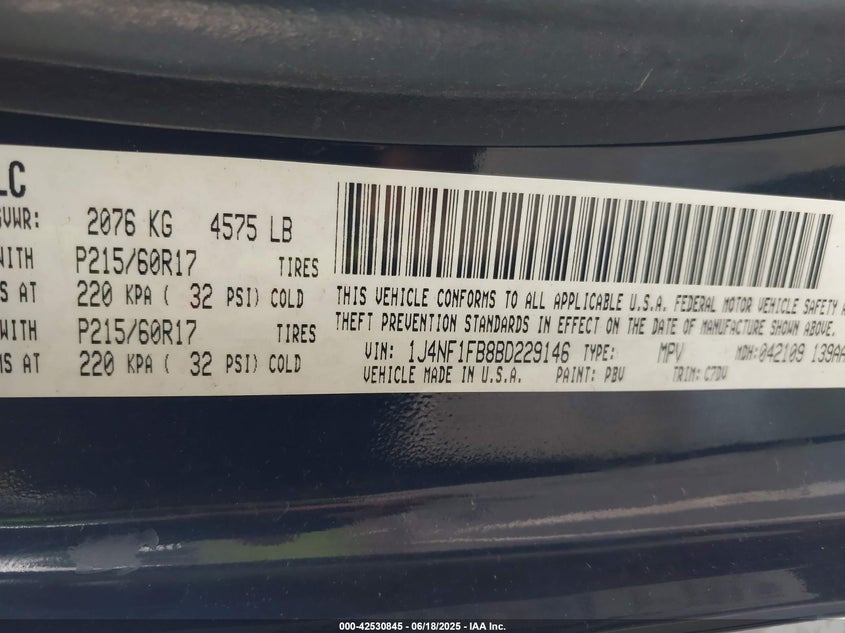 LC
GVWR: 2076 KG 4575 LB
WITH P215/60R17 TIRES
S AT 220 KPA ( 32 PSI) COLD
WITH P215/60R17 TIRES
MS AT 220 KPA ( 32 PSI) COLD
THIS VEHICLE CONFORMS TO ALL APPLICABLE U.S.A. FEDERAL MOTOR VEHICLE SAFETY A
THEFT PREVENTION STANDARDS IN EFFECT ON THE DATE OF MANUFACTURE SHOWN ABOVE.
VIN: 1J4NF1FB8BD229146 TYPE: MPV MDH:042109 139AA
VEHICLE MADE IN U.S.A. PAINT: PBV TRIM: C7DV
000-42530845 - 06/18/2025 - IAA Inc.